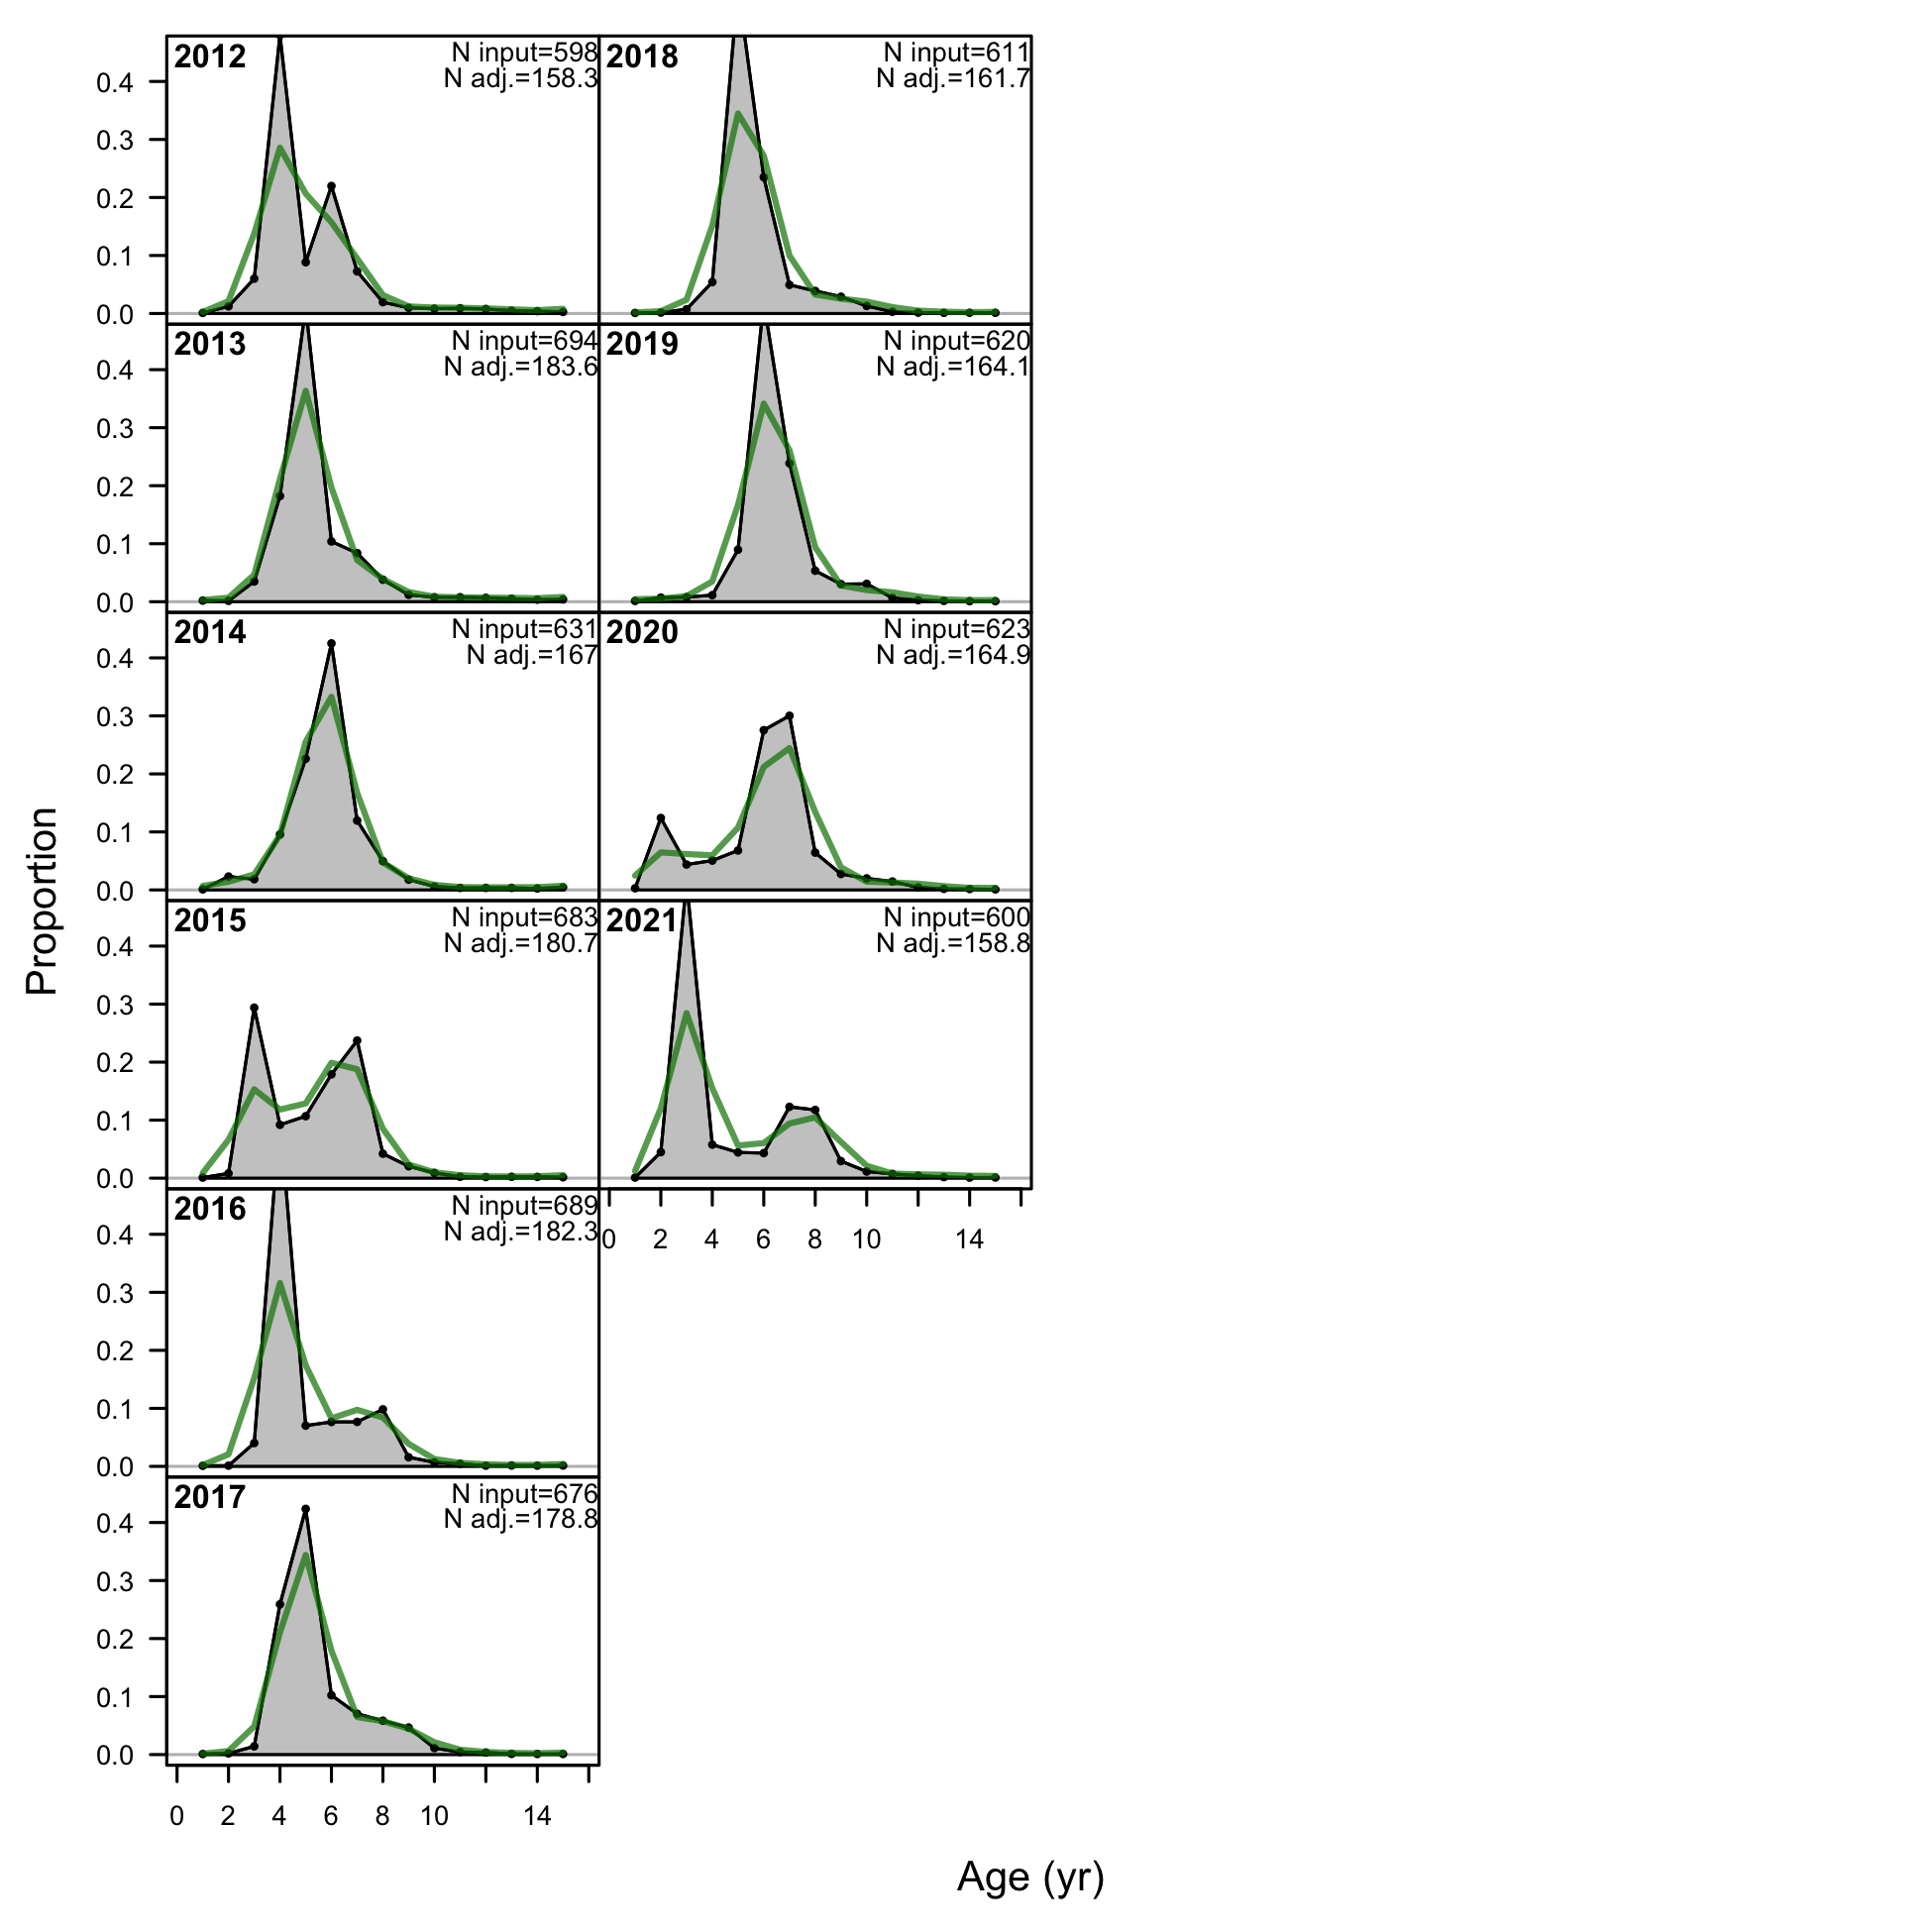 2012
N input=598
N adj.=158.3
0.4
0.3
0.2
0.1
0.0
2013
N input=694
N adj.=183.6
0.4
0.3
0.2
0.1
0.0
2014
N input=631
N adj.=167
0.4
0.3
0.2
0.1
0.0
2015
N input=683
N adj.=180.7
0.4
0.3
0.2
0.1
0.0
2016
N input=689
N adj.=182.3
0.4
0.3
0.2
0.1
0.0
2017
N input=676
N adj.=178.8
0.4
0.3
0.2
0.1
0.0
0 2 4 6 8 10 14
2018
N input=611
N adj.=161.7
2019
N input=620
N adj.=164.1
2020
N input=623
N adj.=164.9
2021
N input=600
N adj.=158.8
0 2 4 6 8 10 14
Proportion
Age (yr)